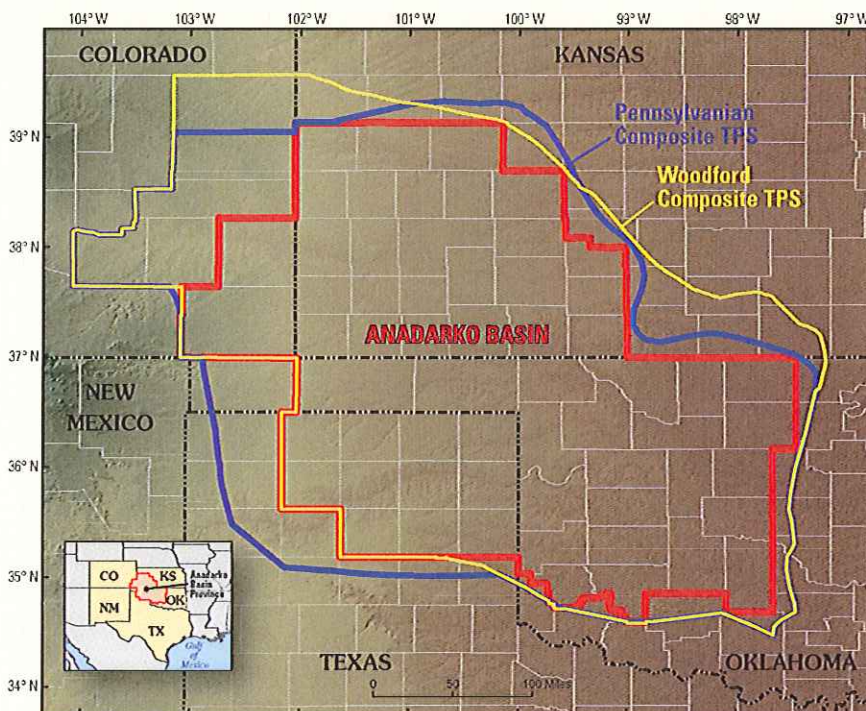 104°W 103°W 102°W 101°W 100°W 99°W 98°W 97°W
COLORADO
KANSAS
39°N
Pennsylvanian
Composite TPS
Woodford
Composite TPS
38°N
ANADARKO BASIN
37°N
NEW
MEXICO
36°N
35°N
CO
KS
Anadarko
Basin
Province
NM
OK
TX
Gulf
of
Mexico
TEXAS
OKLAHOMA
34°N
0 50 100 Miles